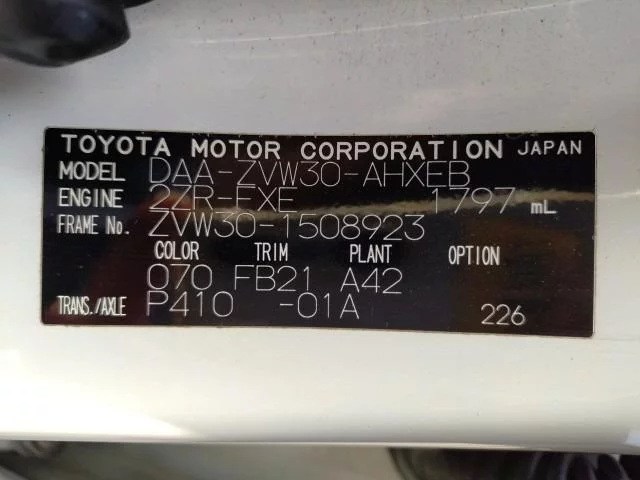 TOYOTA MOTOR CORPORATION JAPAN
MODEL DAA-ZVW30-AHXEB
ENGINE 2ZR-FXE 1797 mL
FRAME No. ZVW30-1508923
COLOR TRIM PLANT OPTION
070 FB21 A42
TRANS./AXLE P410 -01A 226